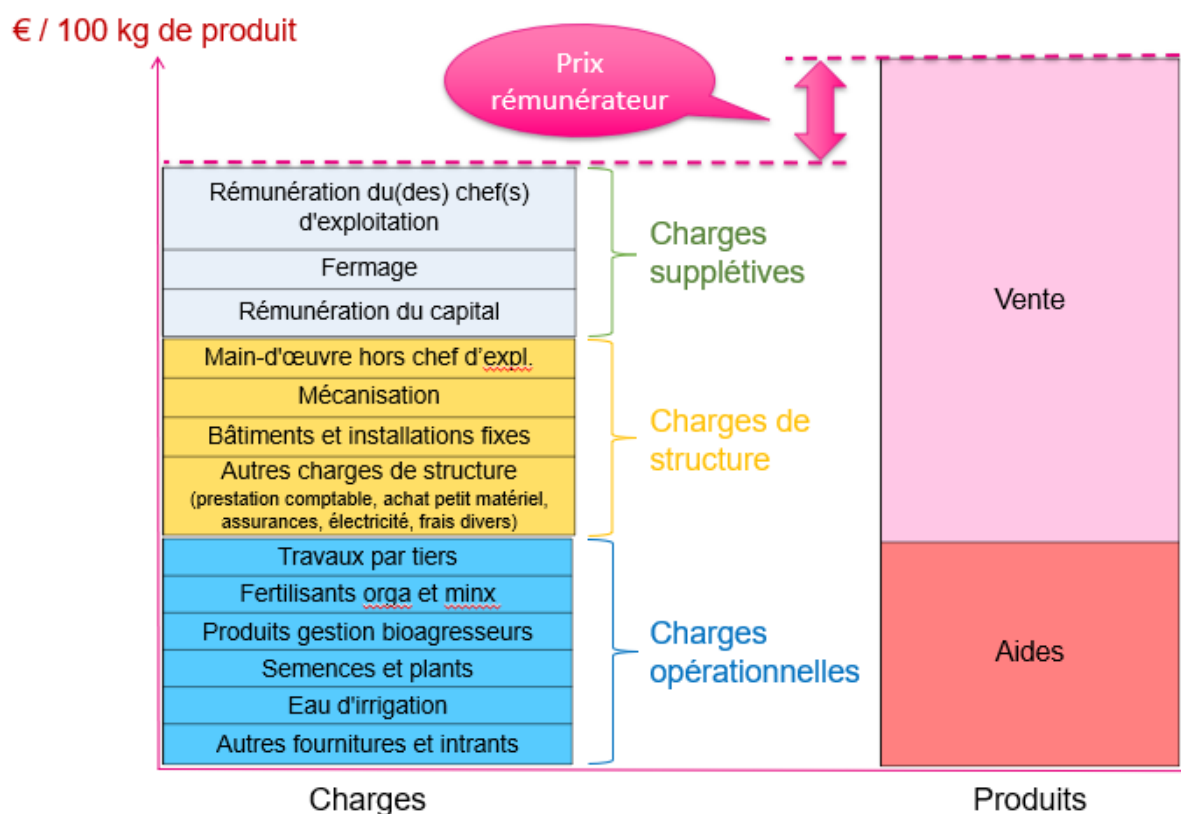 € / 100 kg de produit
Prix
rémunérateur
Rémunération du(des) chef(s)
d'exploitation
Fermage
Rémunération du capital
Charges
supplétives
Main-d'œuvre hors chef d’expl.
Mécanisation
Bâtiments et installations fixes
Autres charges de structure
(prestation comptable, achat petit matériel,
assurances, électricité, frais divers)
Charges de
structure
Travaux par tiers
Fertilisants orga et minx
Produits gestion bioagresseurs
Semences et plants
Eau d'irrigation
Autres fournitures et intrants
Charges
opérationnelles
Vente
Aides
Charges
Produits